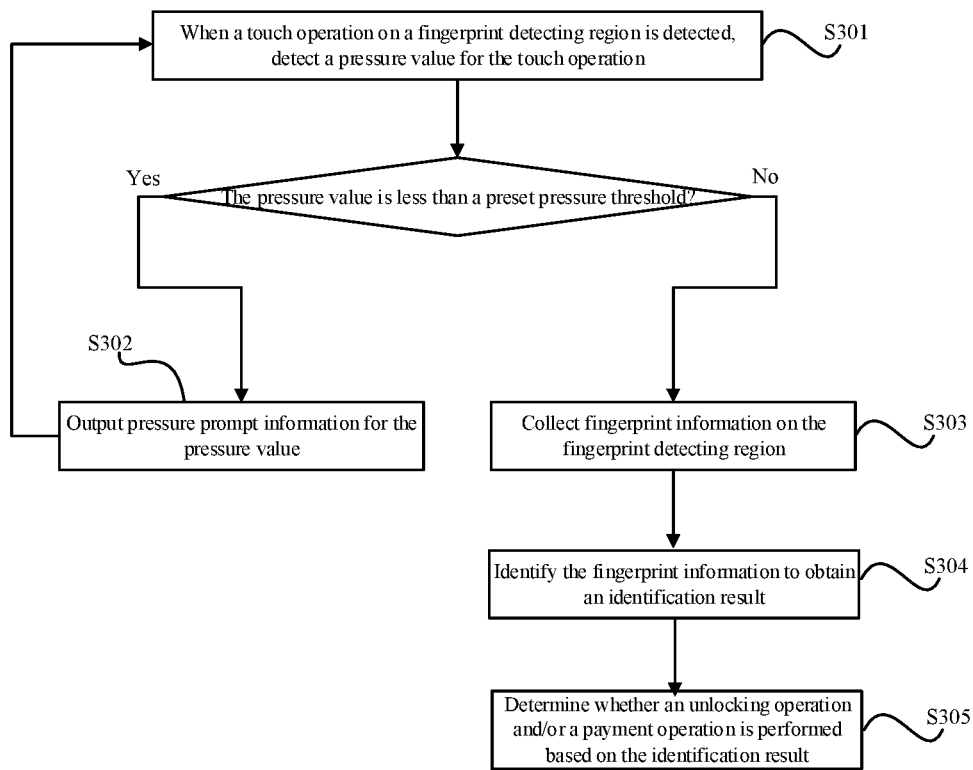 When a touch operation on a fingerprint detecting region is detected,
detect a pressure value for the touch operation
S301
Yes
The pressure value is less than a preset pressure threshold?
No
S302
Output pressure prompt information for the
pressure value
Collect fingerprint information on the
fingerprint detecting region
S303
Identify the fingerprint information to obtain
an identification result
S304
Determine whether an unlocking operation
and/or a payment operation is performed
based on the identification result
S305